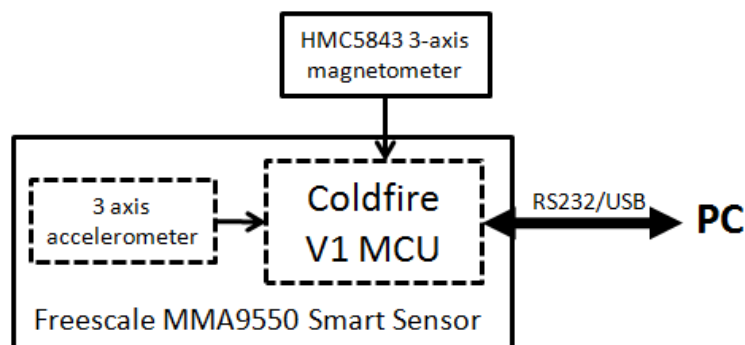 HMC5843 3-axis
magnetometer
3 axis
accelerometer
Coldfire
V1 MCU
RS232/USB
PC
Freescale MMA9550 Smart Sensor